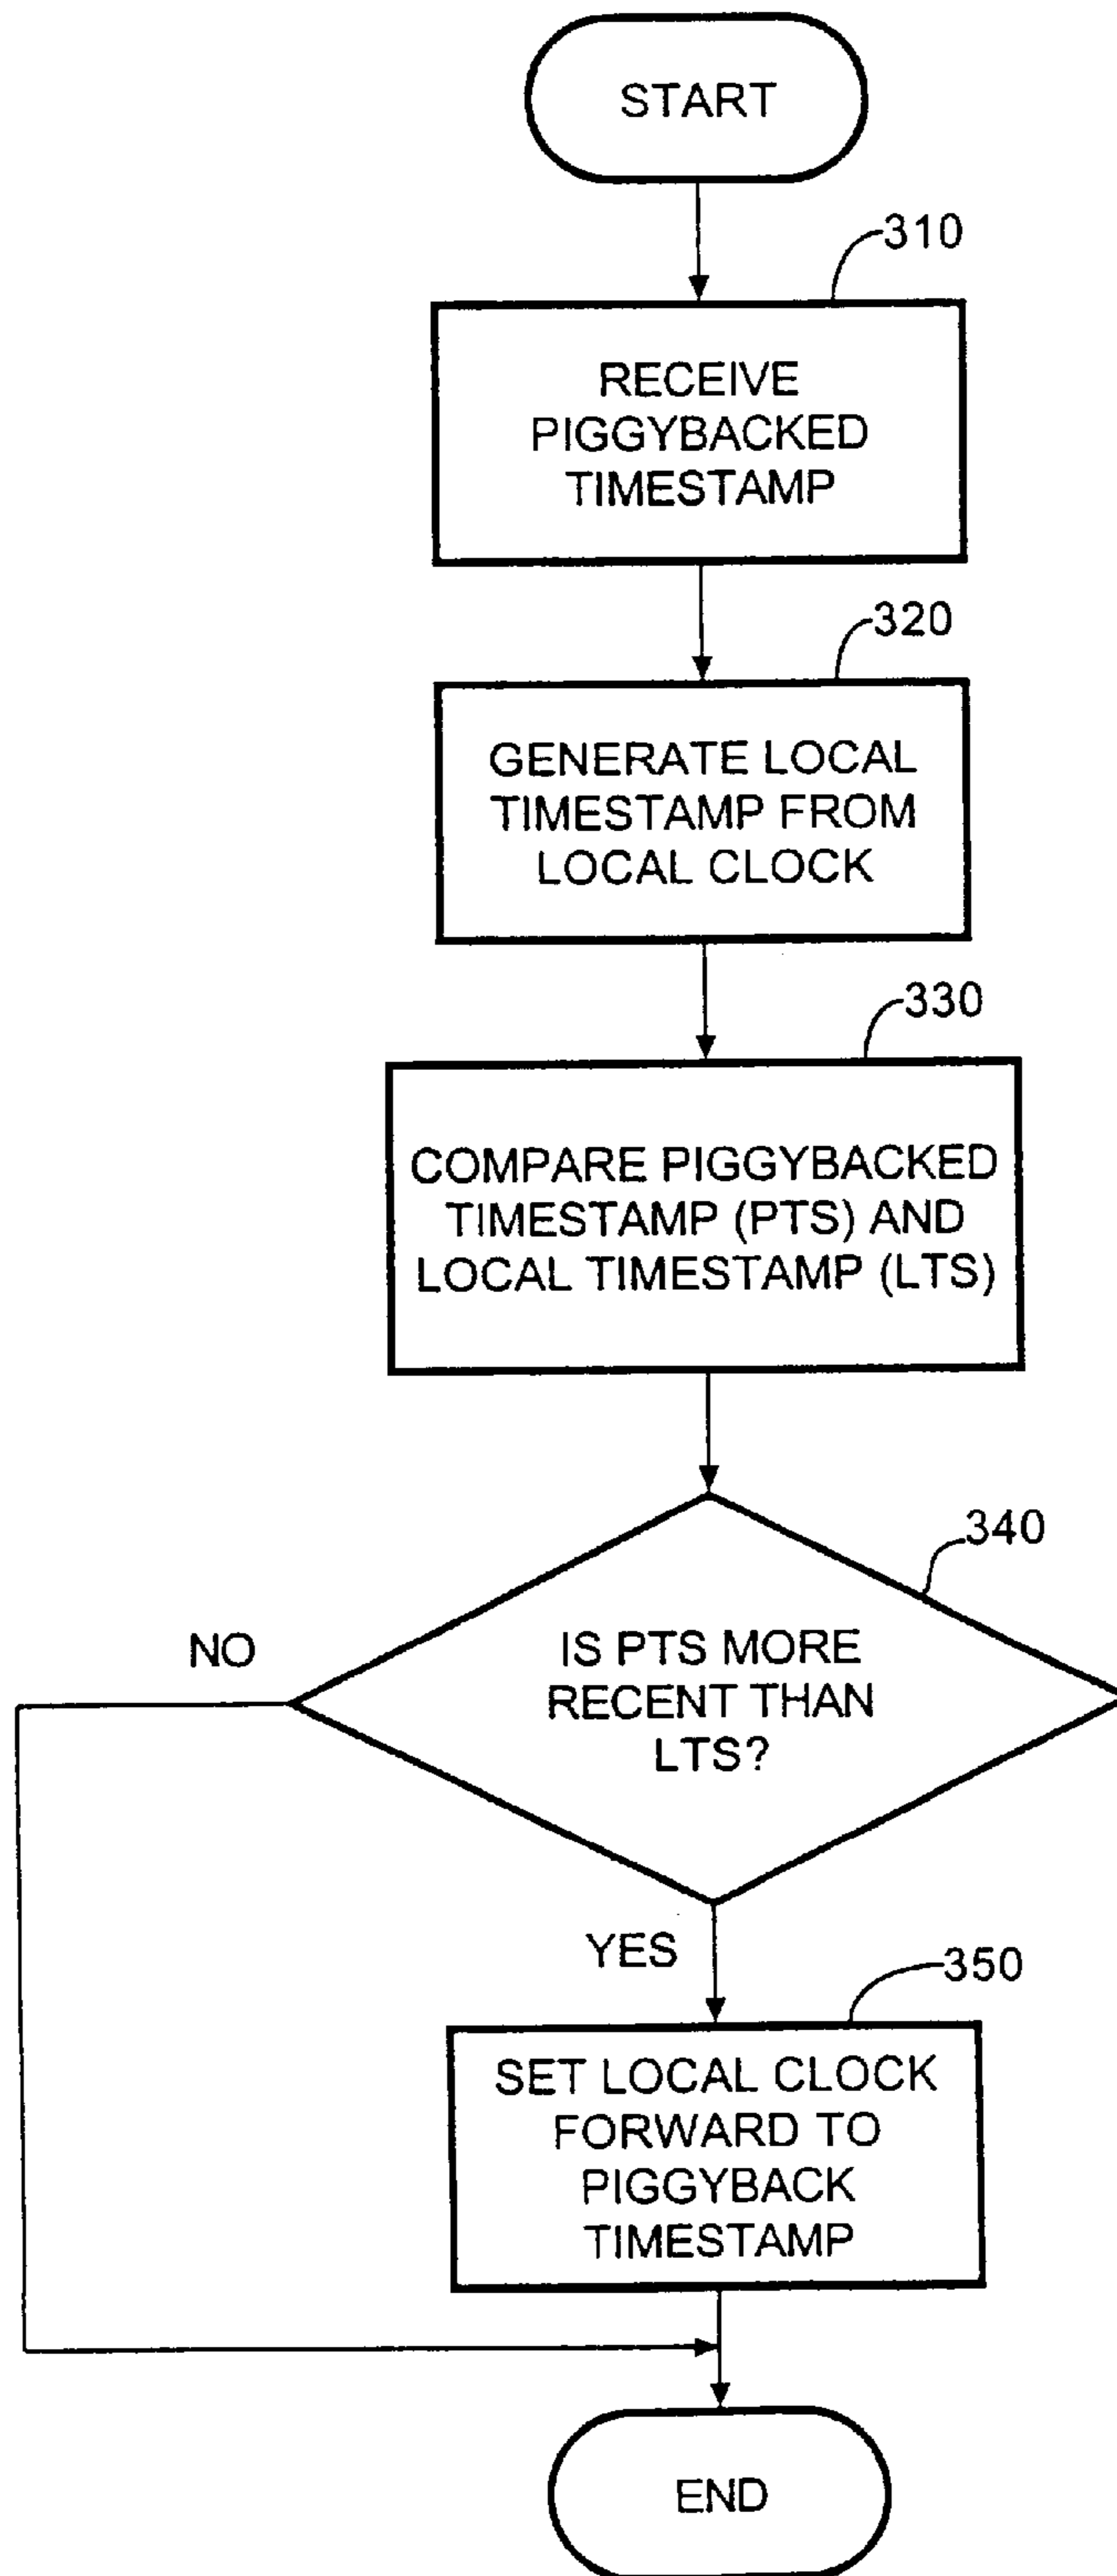 START
310
RECEIVE
PIGGYBACKED
TIMESTAMP
320
GENERATE LOCAL
TIMESTAMP FROM
LOCAL CLOCK
330
COMPARE PIGGYBACKED
TIMESTAMP (PTS) AND
LOCAL TIMESTAMP (LTS)
340
NO
IS PTS MORE
RECENT THAN
LTS?
YES
350
SET LOCAL CLOCK
FORWARD TO
PIGGYBACK
TIMESTAMP
END